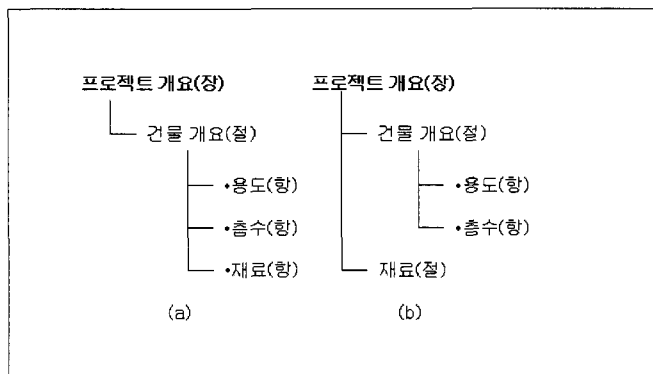 프로젝트 개요(장) 프로젝트 개요(장)
건물 개요(절) 건물 개요(절)
•용도(항) •용도(항)
•층수(항) •층수(항)
•재료(항) 재료(절)
(a) (b)